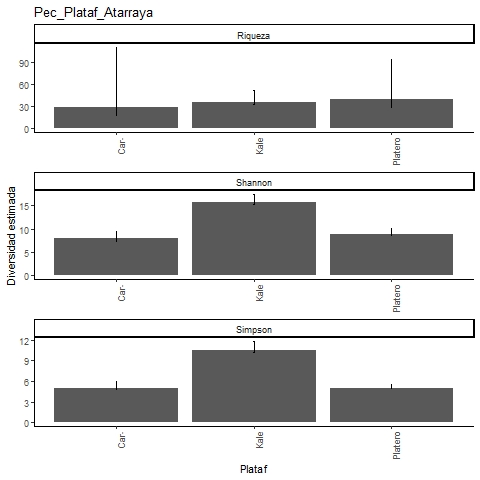 Pec_Plataf_Atarraya
Riqueza
90
60
30
0
Car-
Kale
Platero
Shannon
Diversidad estimada
15
10
5
0
Car-
Kale
Platero
Simpson
12
9
6
3
0
Car-
Kale
Platero
Plataf